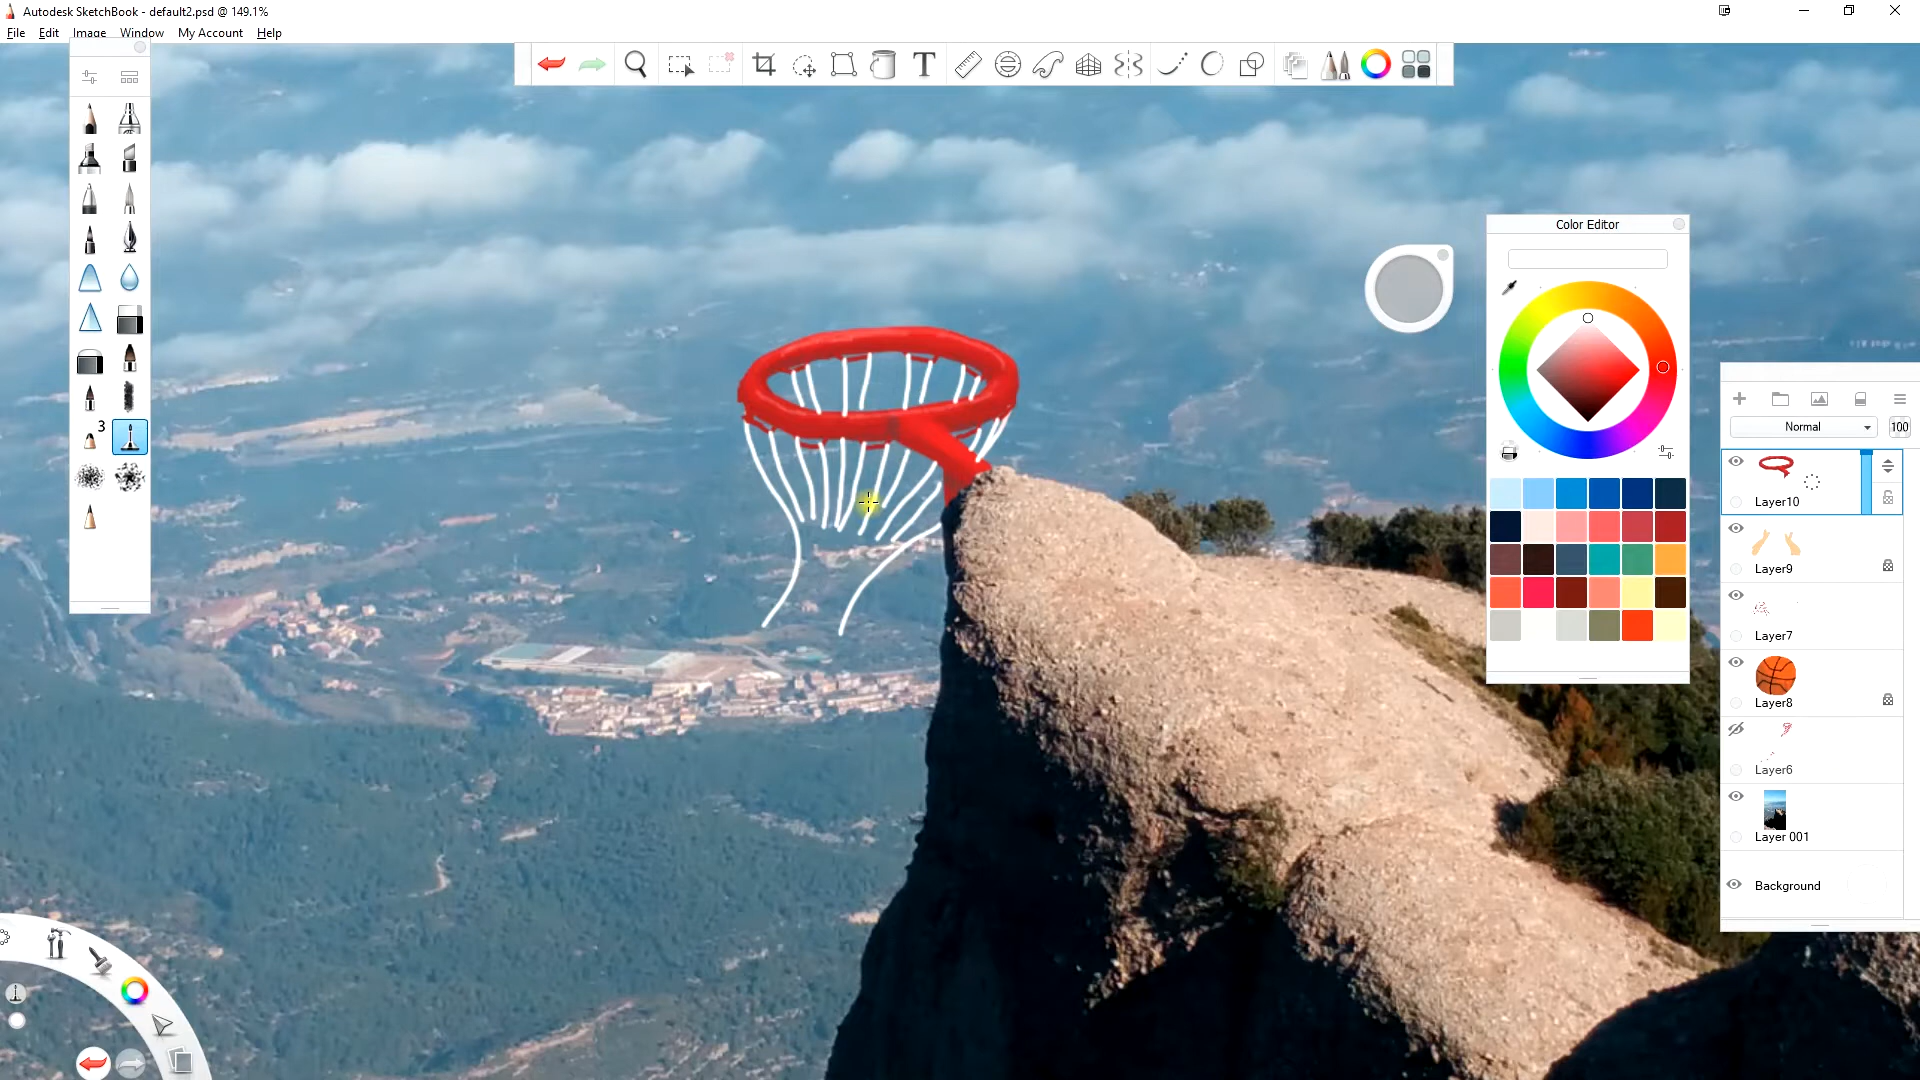 Autodesk SketchBook - default2.psd @ 149.1%
File Edit Image Window My Account Help
T
Color Editor
Normal 100
3
Layer10
Layer9
Layer7
Layer8
Layer6
Layer 001
Background